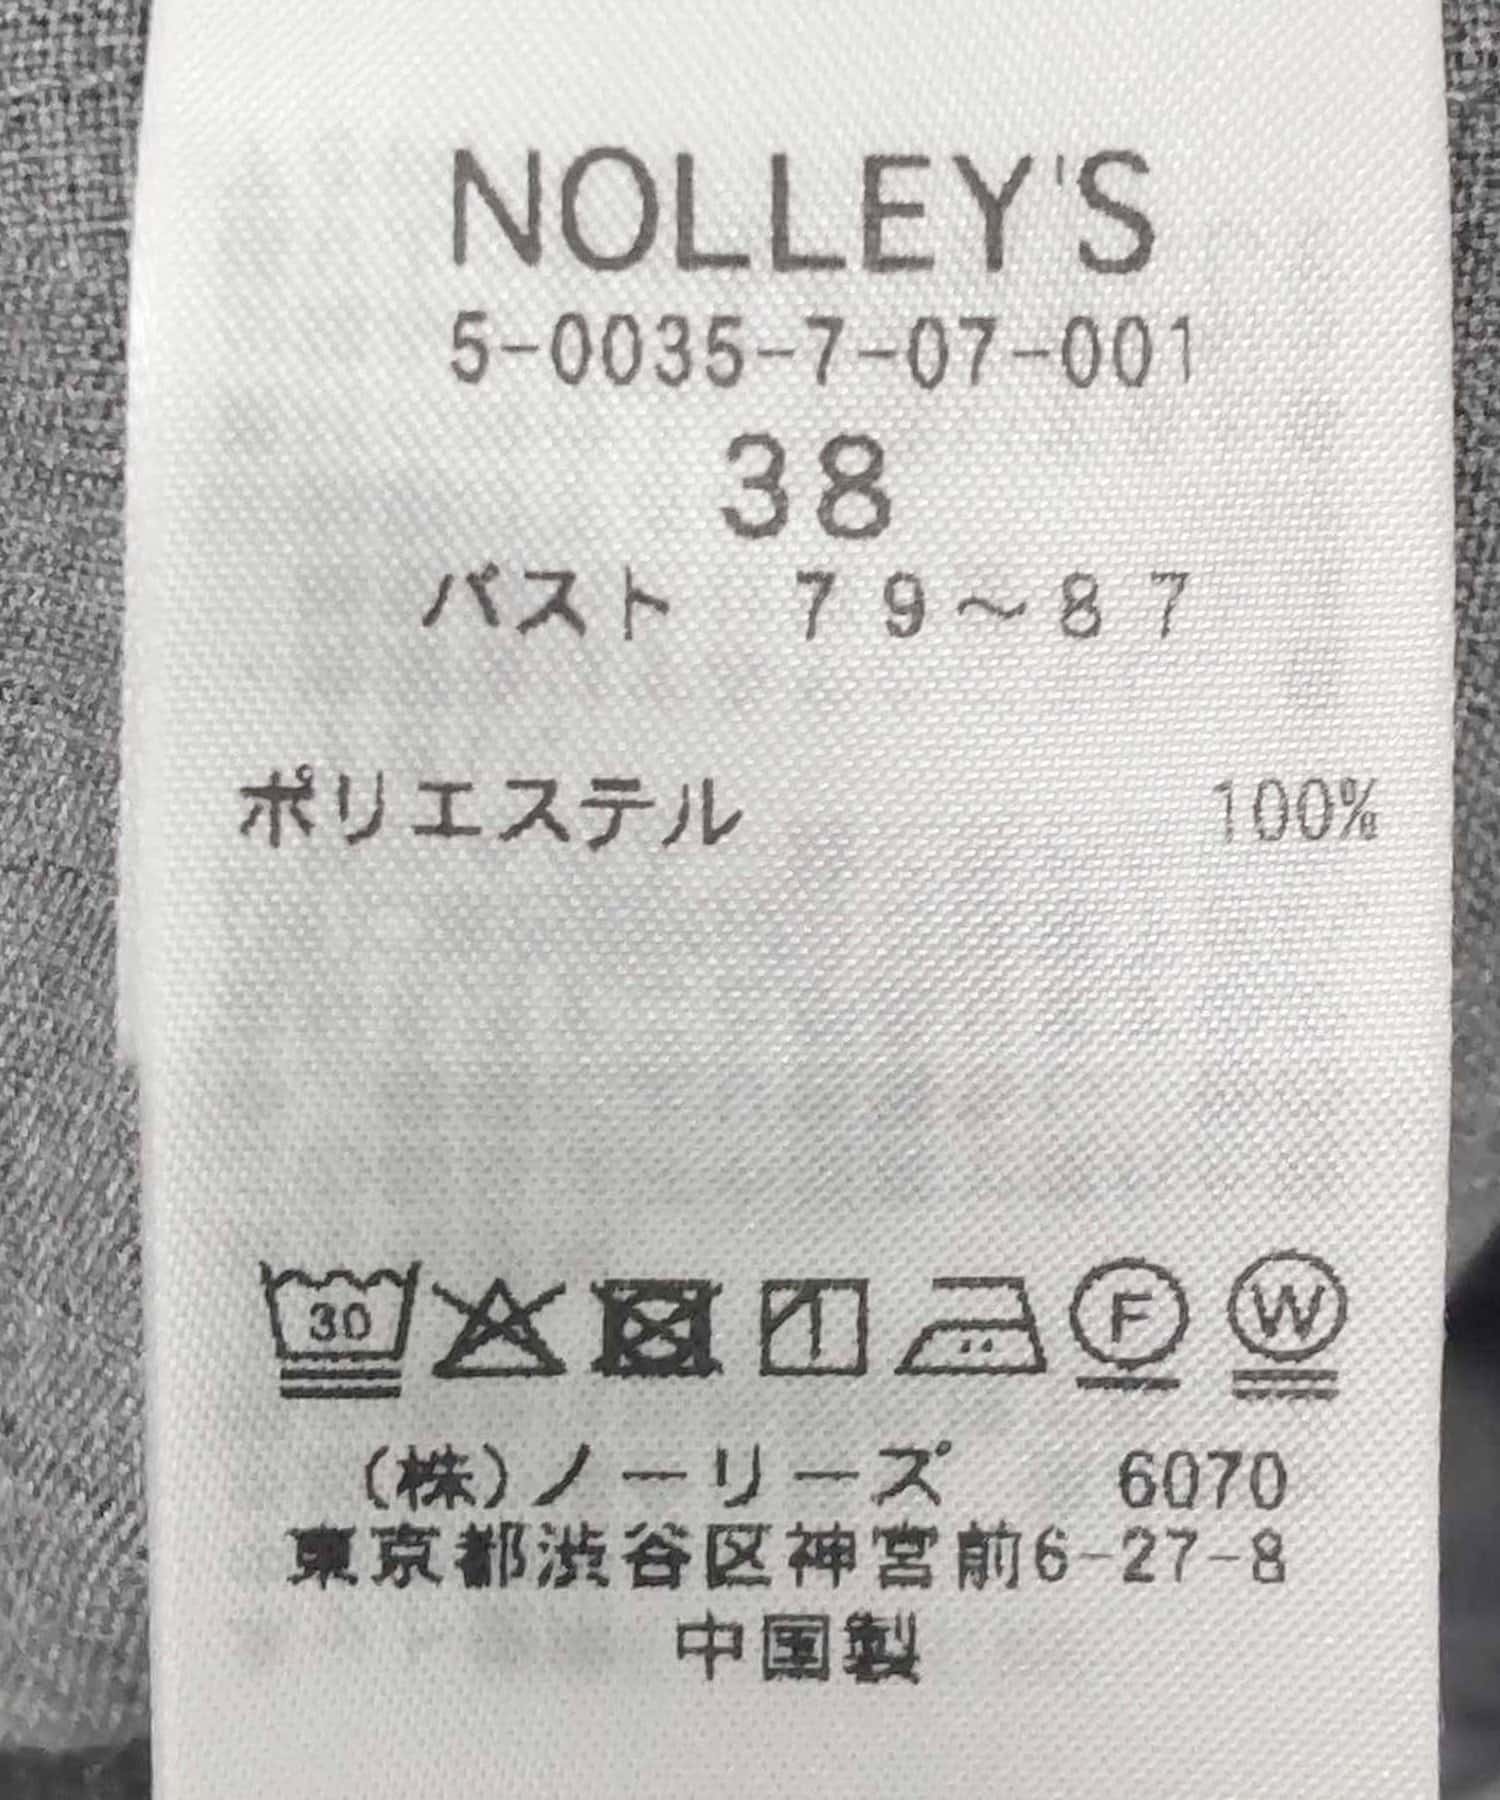 NOLLEY'S
5-0035-7-07-001
38
バスト 79～87
ポリエステル 100%
30 F W
(株)ノーリーズ 6070
東京都渋谷区神宮前6-27-8
中国製